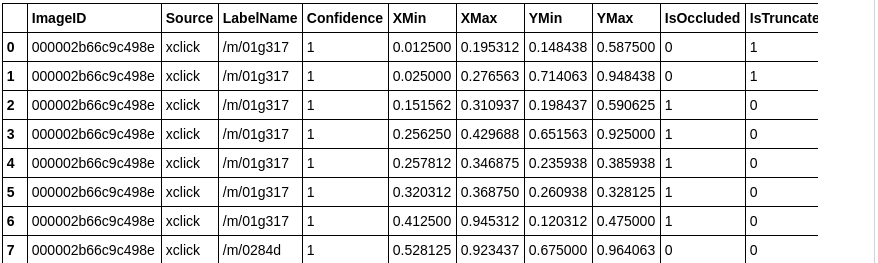 ImageID Source LabelName Confidence XMin XMax YMin YMax IsOccluded IsTruncate
0 000002b66c9c498e xclick /m/01g317 1 0.012500 0.195312 0.148438 0.587500 0 1
1 000002b66c9c498e xclick /m/01g317 1 0.025000 0.276563 0.714063 0.948438 0 1
2 000002b66c9c498e xclick /m/01g317 1 0.151562 0.310937 0.198437 0.590625 1 0
3 000002b66c9c498e xclick /m/01g317 1 0.256250 0.429688 0.651563 0.925000 1 0
4 000002b66c9c498e xclick /m/01g317 1 0.257812 0.346875 0.235938 0.385938 1 0
5 000002b66c9c498e xclick /m/01g317 1 0.320312 0.368750 0.260938 0.328125 1 0
6 000002b66c9c498e xclick /m/01g317 1 0.412500 0.945312 0.120312 0.475000 1 0
7 000002b66c9c498e xclick /m/0284d 1 0.528125 0.923437 0.675000 0.964063 0 0